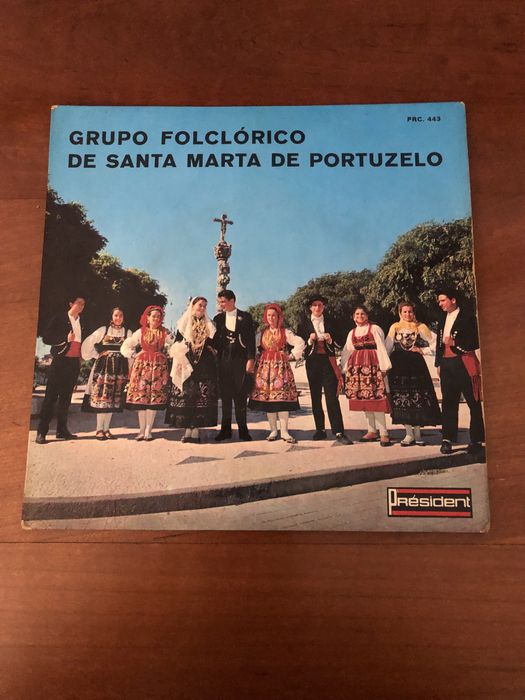 PRC. 443
GRUPO FOLCLÓRICO
DE SANTA MARTA DE PORTUZELO
Président